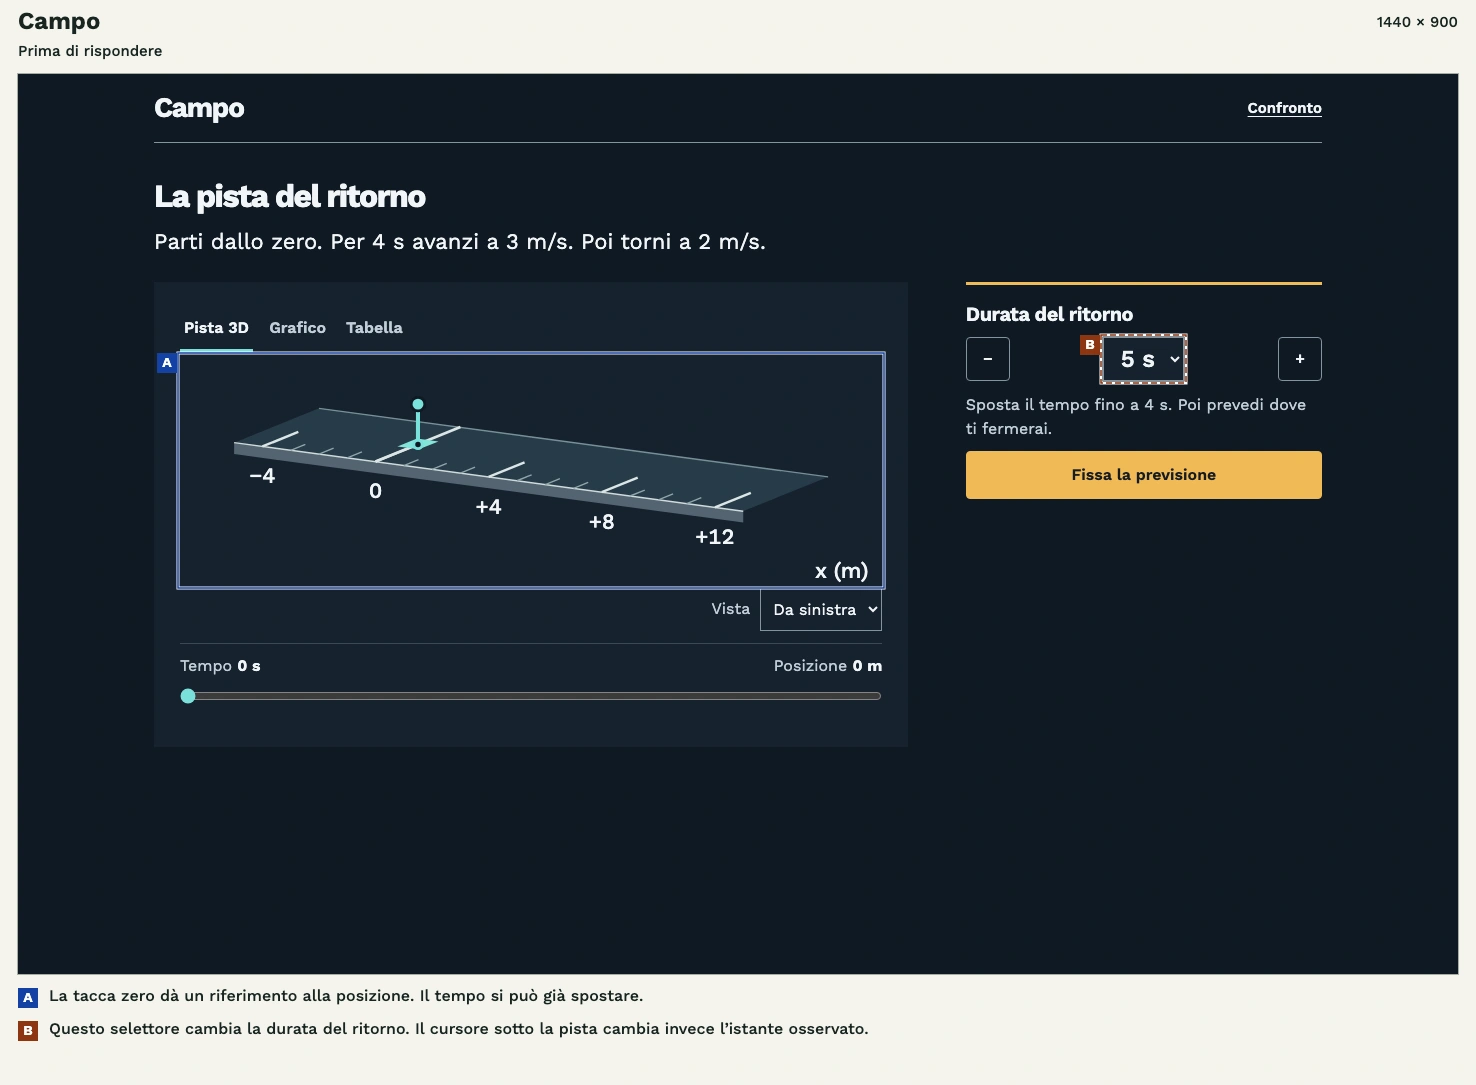 Campo
1440 × 900
Prima di rispondere
Campo
Confronto
La pista del ritorno
Parti dallo zero. Per 4 s avanzi a 3 m/s. Poi torni a 2 m/s.
Pista 3D
Grafico
Tabella
A
−4
0
+4
+8
+12
x (m)
Vista
Da sinistra
Tempo 0 s
Posizione 0 m
Durata del ritorno
−
B
5 s
+
Sposta il tempo fino a 4 s. Poi prevedi dove
ti fermerai.
Fissa la previsione
A La tacca zero dà un riferimento alla posizione. Il tempo si può già spostare.
B Questo selettore cambia la durata del ritorno. Il cursore sotto la pista cambia invece l’istante osservato.